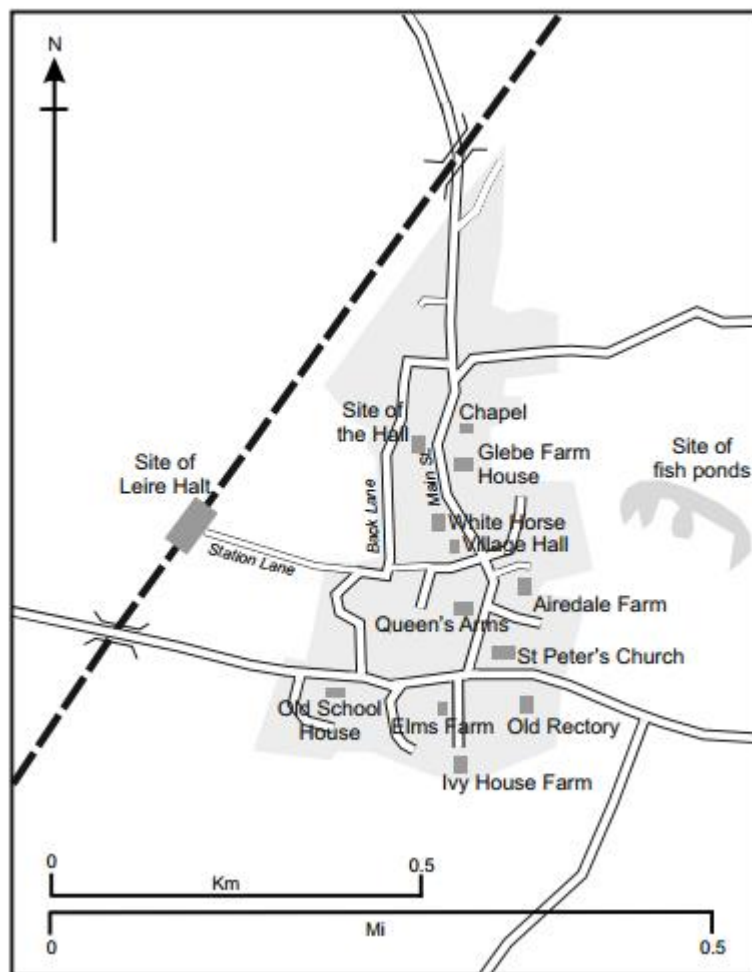 N
Chapel
Site of
the Hall
Glebe Farm
House
Site of
fish ponds
Site of
Leire Halt
Main St.
Back Lane
White Horse
Village Hall
Station Lane
Airedale Farm
Queen's Arms
St Peter's Church
Old School
House
Elms Farm
Old Rectory
Ivy House Farm
0
0.5
Km
Mi
0
0.5